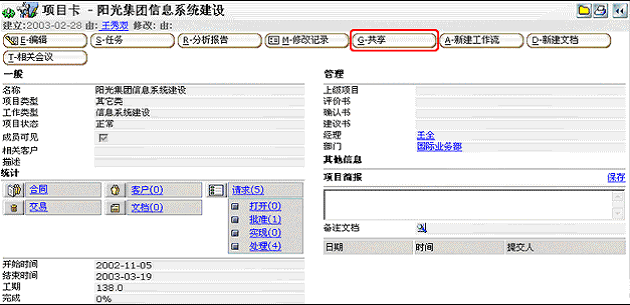 项目卡 - 阳光集团信息系统建设
建立:2003-02-28 由: 王秀双 修改: 由:
E-编辑 S-任务 R-分析报告 M-修改记录 G-共享 A-新建工作流 D-新建文档
T-相关会议
一般
名称 阳光集团信息系统建设
项目类型 其它类
工作类型 信息系统建设
项目状态 正常
成员可见
相关客户
描述
统计
合同 客户(0) 请求(5)
交易 文档(0) 打开(0)
批准(1)
实现(0)
处理(4)
开始时间 2002-11-05
结束时间 2003-03-19
工期 138.0
完成 0%
管理
上级项目
评价书
确认书
建议书
经理 王全
部门 国际业务部
其他信息
项目简报 保存
备注文档
日期 时间 提交人